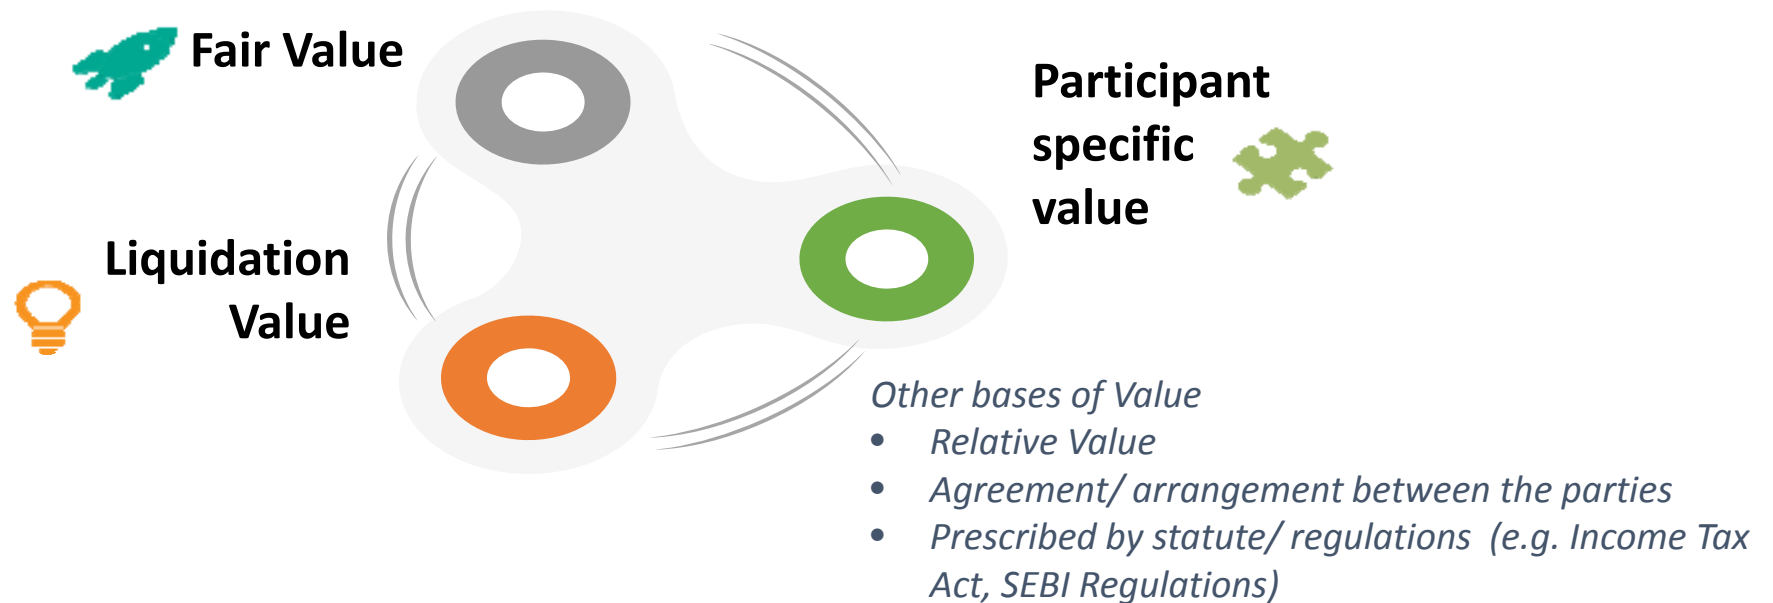 Fair Value
Participant
specific
value
Liquidation
Value
Other bases of Value
• Relative Value
• Agreement/ arrangement between the parties
• Prescribed by statute/ regulations (e.g. Income Tax
Act, SEBI Regulations)